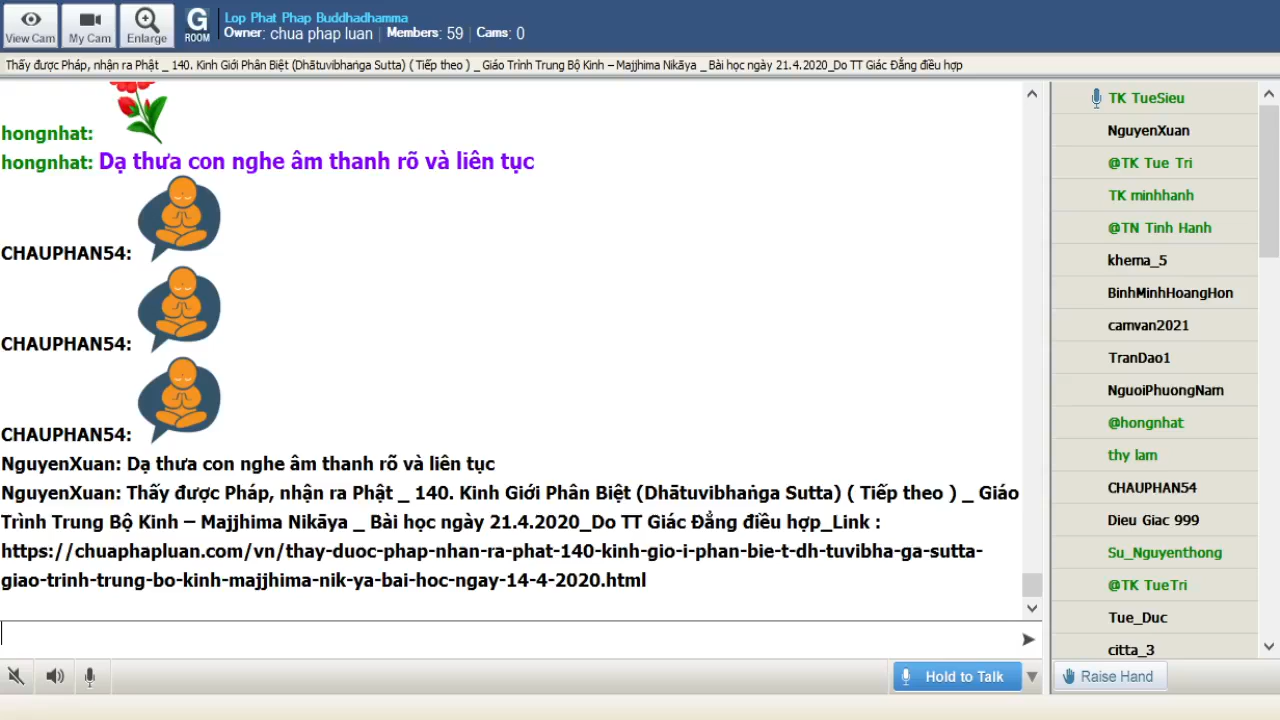 View Cam
My Cam
Enlarge
G
ROOM
Lop Phat Phap Buddhadhamma
Owner: chua phap luan | Members: 59 | Cams: 0
Thấy được Pháp, nhận ra Phật _ 140. Kinh Giới Phân Biệt (Dhātuvibhaṅga Sutta) ( Tiếp theo ) _ Giáo Trình Trung Bộ Kinh – Majjhima Nikāya _ Bài học ngày 21.4.2020_Do TT Giác Đẳng điều hợp
hongnhat:
hongnhat: Dạ thưa con nghe âm thanh rõ và liên tục
CHAUPHAN54:
CHAUPHAN54:
CHAUPHAN54:
NguyenXuan: Dạ thưa con nghe âm thanh rõ và liên tục
NguyenXuan: Thấy được Pháp, nhận ra Phật _ 140. Kinh Giới Phân Biệt (Dhātuvibhaṅga Sutta) ( Tiếp theo ) _ Giáo
Trình Trung Bộ Kinh – Majjhima Nikāya _ Bài học ngày 21.4.2020_Do TT Giác Đẳng điều hợp_Link :
https://chuaphapluan.com/vn/thay-duoc-phap-nhan-ra-phat-140-kinh-gio-i-phan-bie-t-dh-tuvibha-ga-sutta-
giao-trinh-trung-bo-kinh-majjhima-nik-ya-bai-hoc-ngay-14-4-2020.html
TK TueSieu
NguyenXuan
@TK Tue Tri
TK minhhanh
@TN Tinh Hanh
khema_5
BinhMinhHoangHon
camvan2021
TranDao1
NguoiPhuongNam
@hongnhat
thy lam
CHAUPHAN54
Dieu Giac 999
Su_Nguyenthong
@TK TueTri
Tue_Duc
citta_3
Hold to Talk
Raise Hand